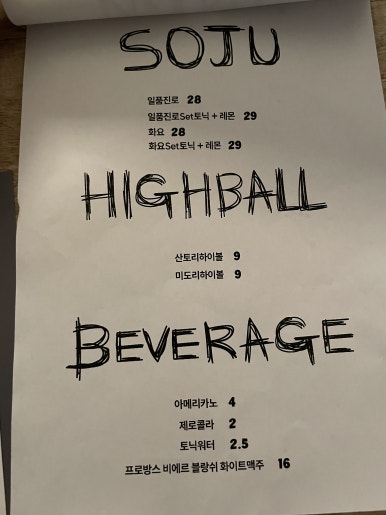 SOJU
일품진로 28
일품진로Set토닉+레몬 29
화요 28
화요Set토닉+레몬 29
HIGHBALL
산토리하이볼 9
미도리하이볼 9
BEVERAGE
아메리카노 4
제로콜라 2
토닉워터 2.5
프로방스 비에르 블랑쉬 화이트맥주 16